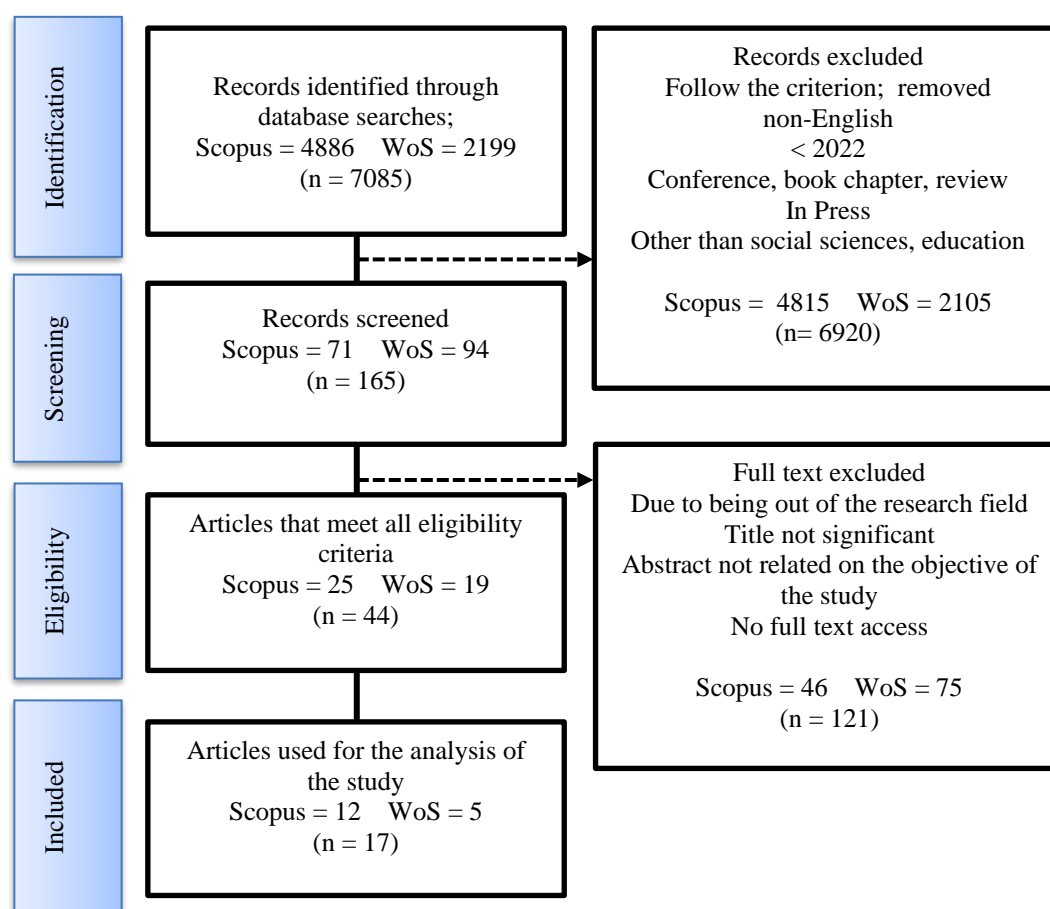 Identification
Records identified through
database searches;
Scopus = 4886 WoS = 2199
(n = 7085)
Records excluded
Follow the criterion; removed
non-English
< 2022
Conference, book chapter, review
In Press
Other than social sciences, education
Scopus = 4815 WoS = 2105
(n= 6920)
Screening
Records screened
Scopus = 71 WoS = 94
(n = 165)
Eligibility
Articles that meet all eligibility
criteria
Scopus = 25 WoS = 19
(n = 44)
Full text excluded
Due to being out of the research field
Title not significant
Abstract not related on the objective of
the study
No full text access
Scopus = 46 WoS = 75
(n = 121)
Included
Articles used for the analysis of
the study
Scopus = 12 WoS = 5
(n = 17)